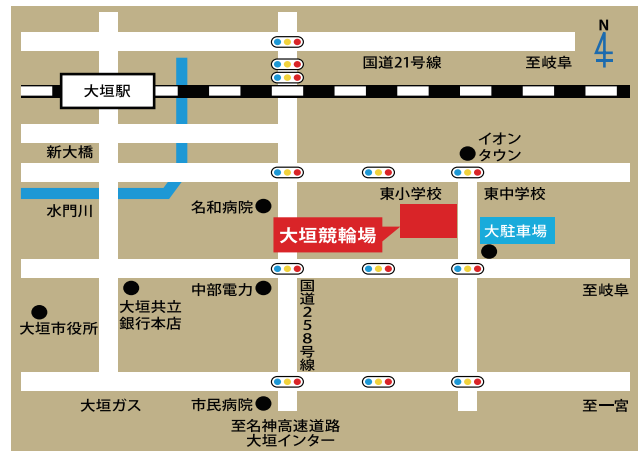 N
国道21号線
至岐阜
大垣駅
新大橋
イオン
タウン
水門川
東小学校
東中学校
名和病院
大垣競輪場
大駐車場
国道258号線
中部電力
至岐阜
大垣共立
銀行本店
大垣市役所
大垣ガス
市民病院
至一宮
至名神高速道路
大垣インター